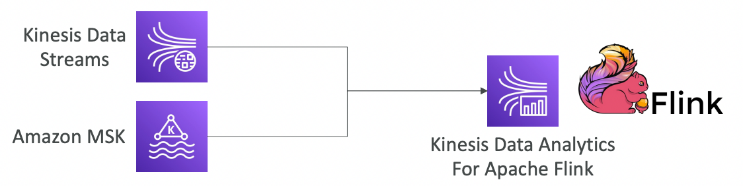 Kinesis Data
Streams
Amazon MSK
K
Kinesis Data Analytics
For Apache Flink
Flink